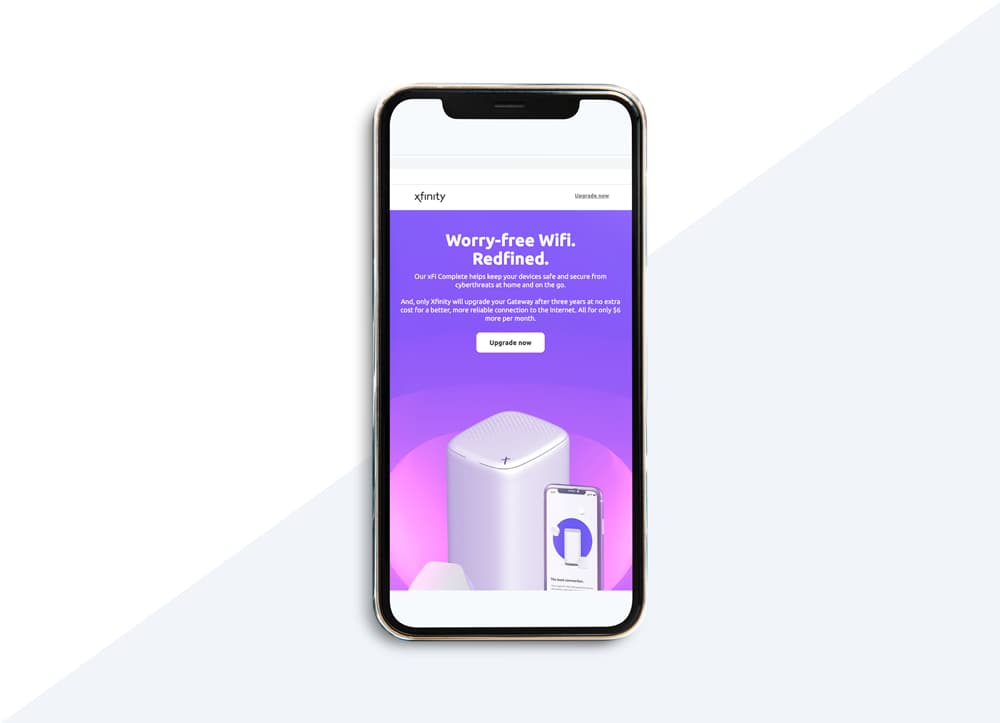 xfinity
Upgrade now
Worry-free Wifi.
Redfined.
Our xFi Complete helps keep your devices safe and secure from
cyberthreats at home and on the go.
And, only Xfinity will upgrade your Gateway after three years at no extra
cost for a better, more reliable connection to the Internet. All for only $6
more per month.
Upgrade now
The best connection.